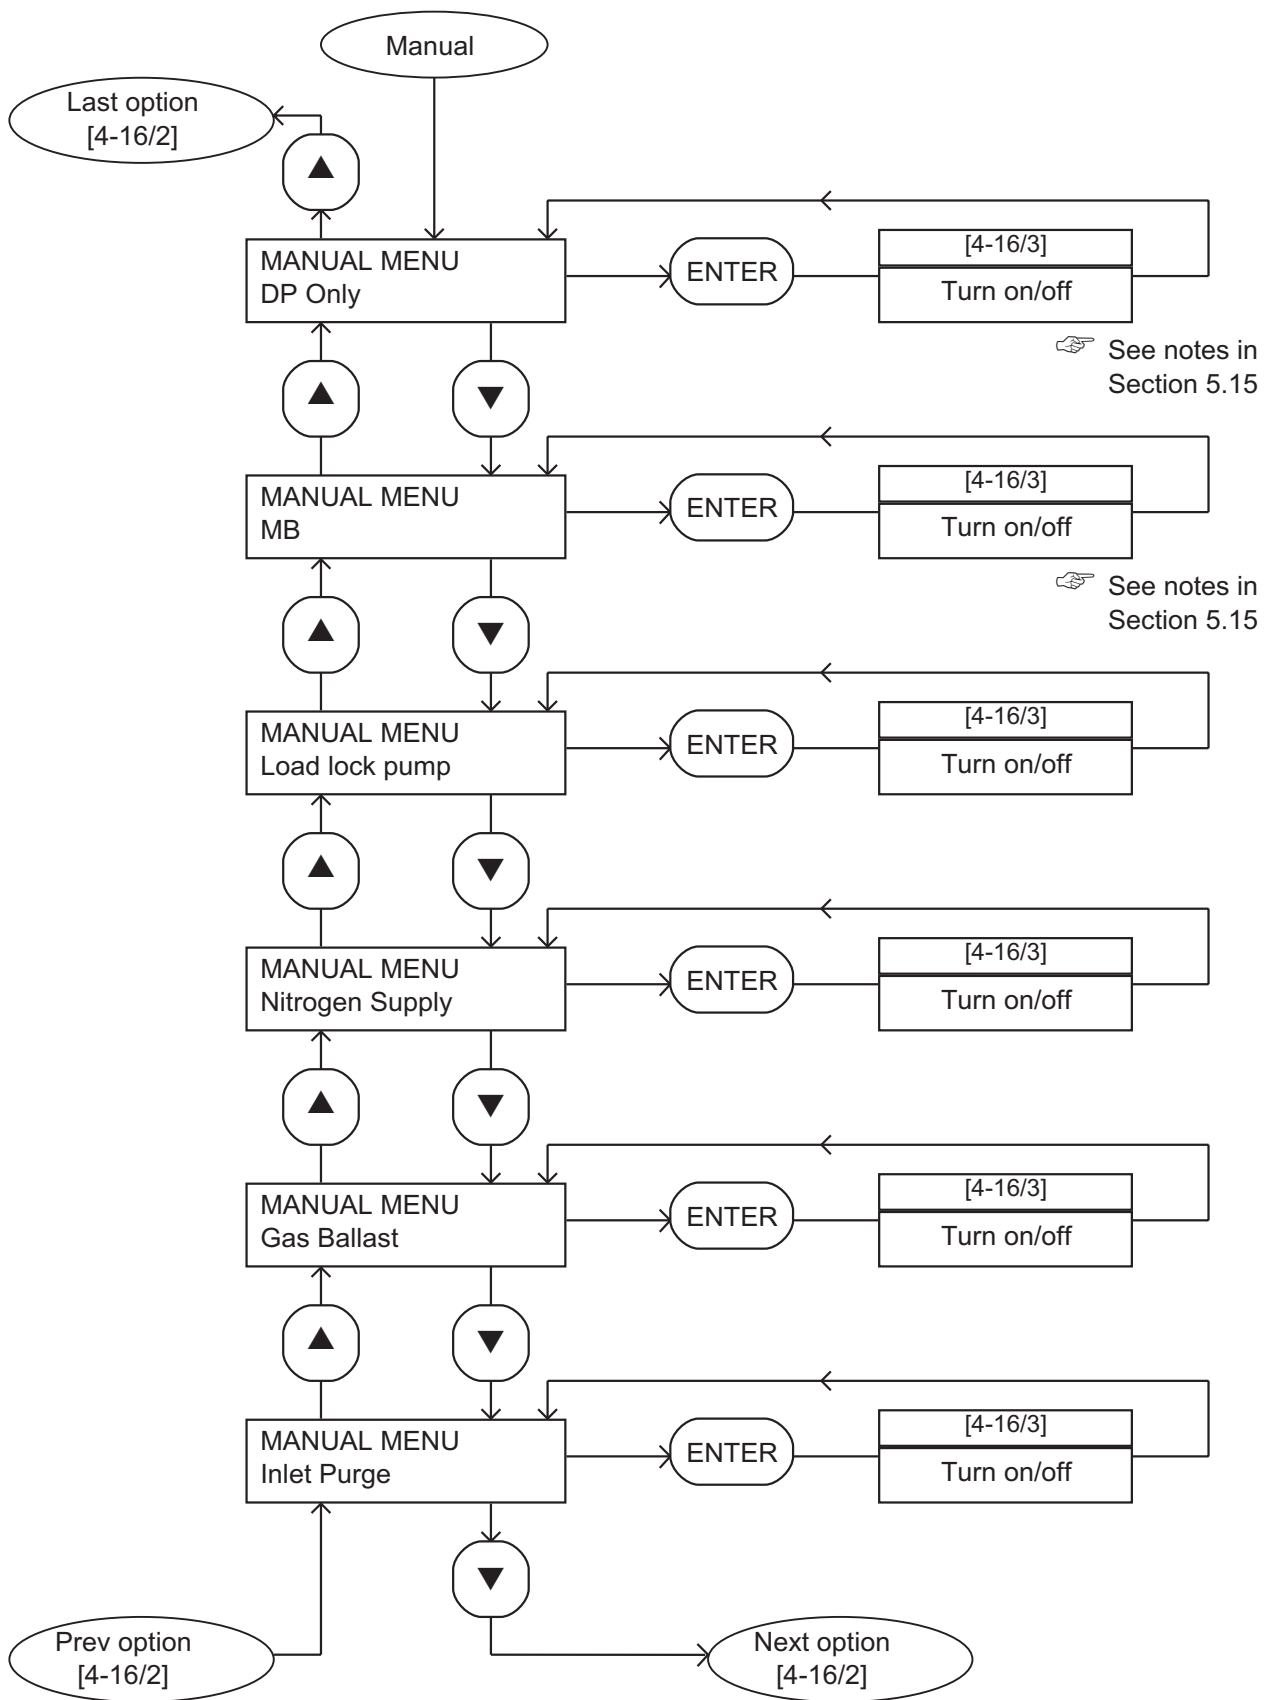 Manual
Last option
[4-16/2]
▲
MANUAL MENU
DP Only
ENTER
[4-16/3]
Turn on/off
☞ See notes in
Section 5.15
▲
▼
MANUAL MENU
MB
ENTER
[4-16/3]
Turn on/off
☞ See notes in
Section 5.15
▲
▼
MANUAL MENU
Load lock pump
ENTER
[4-16/3]
Turn on/off
▲
▼
MANUAL MENU
Nitrogen Supply
ENTER
[4-16/3]
Turn on/off
▲
▼
MANUAL MENU
Gas Ballast
ENTER
[4-16/3]
Turn on/off
▲
▼
MANUAL MENU
Inlet Purge
ENTER
[4-16/3]
Turn on/off
▼
Prev option
[4-16/2]
Next option
[4-16/2]